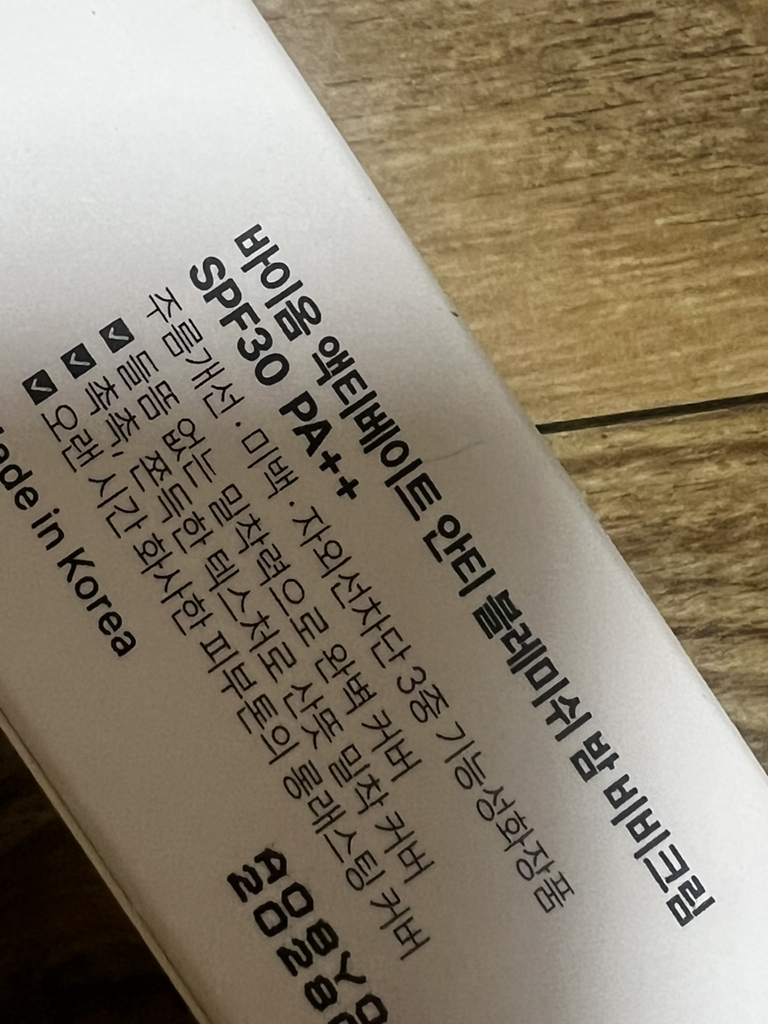 바이옴 액티베이트 안티 블레미쉬 밤 비비크림
SPF30 PA++
주름개선 · 미백 · 자외선차단 3중 기능성화장품
들뜸 없는 밀착력으로 완벽 커버
촉촉, 쫀득한 텍스처로 산뜻 밀착 커버
오랜 시간 화사한 피부톤의 롱래스팅 커버
in Korea